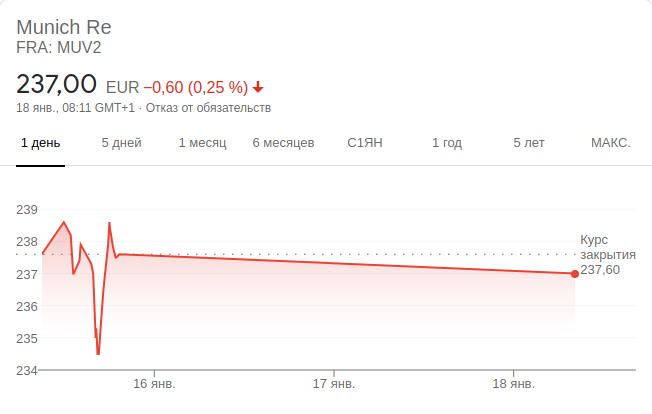 Munich Re
FRA: MUV2
237,00 EUR −0,60 (0,25 %)
18 янв., 08:11 GMT+1 · Отказ от обязательств
1 день 5 дней 1 месяц 6 месяцев С1ЯН 1 год 5 лет МАКС.
239
238
237
236
235
234
Курс
закрытия
237,60
16 янв. 17 янв. 18 янв.